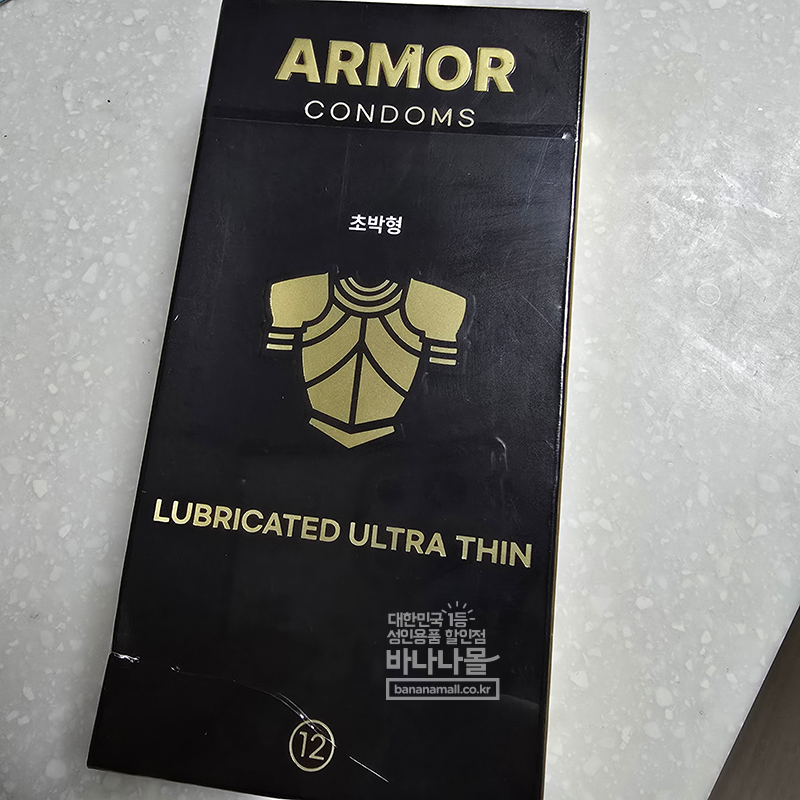 ARMOR
CONDOMS
초박형
LUBRICATED ULTRA THIN
대한민국 1등
성인용품 할인점
바나나몰
bananamall.co.kr
12